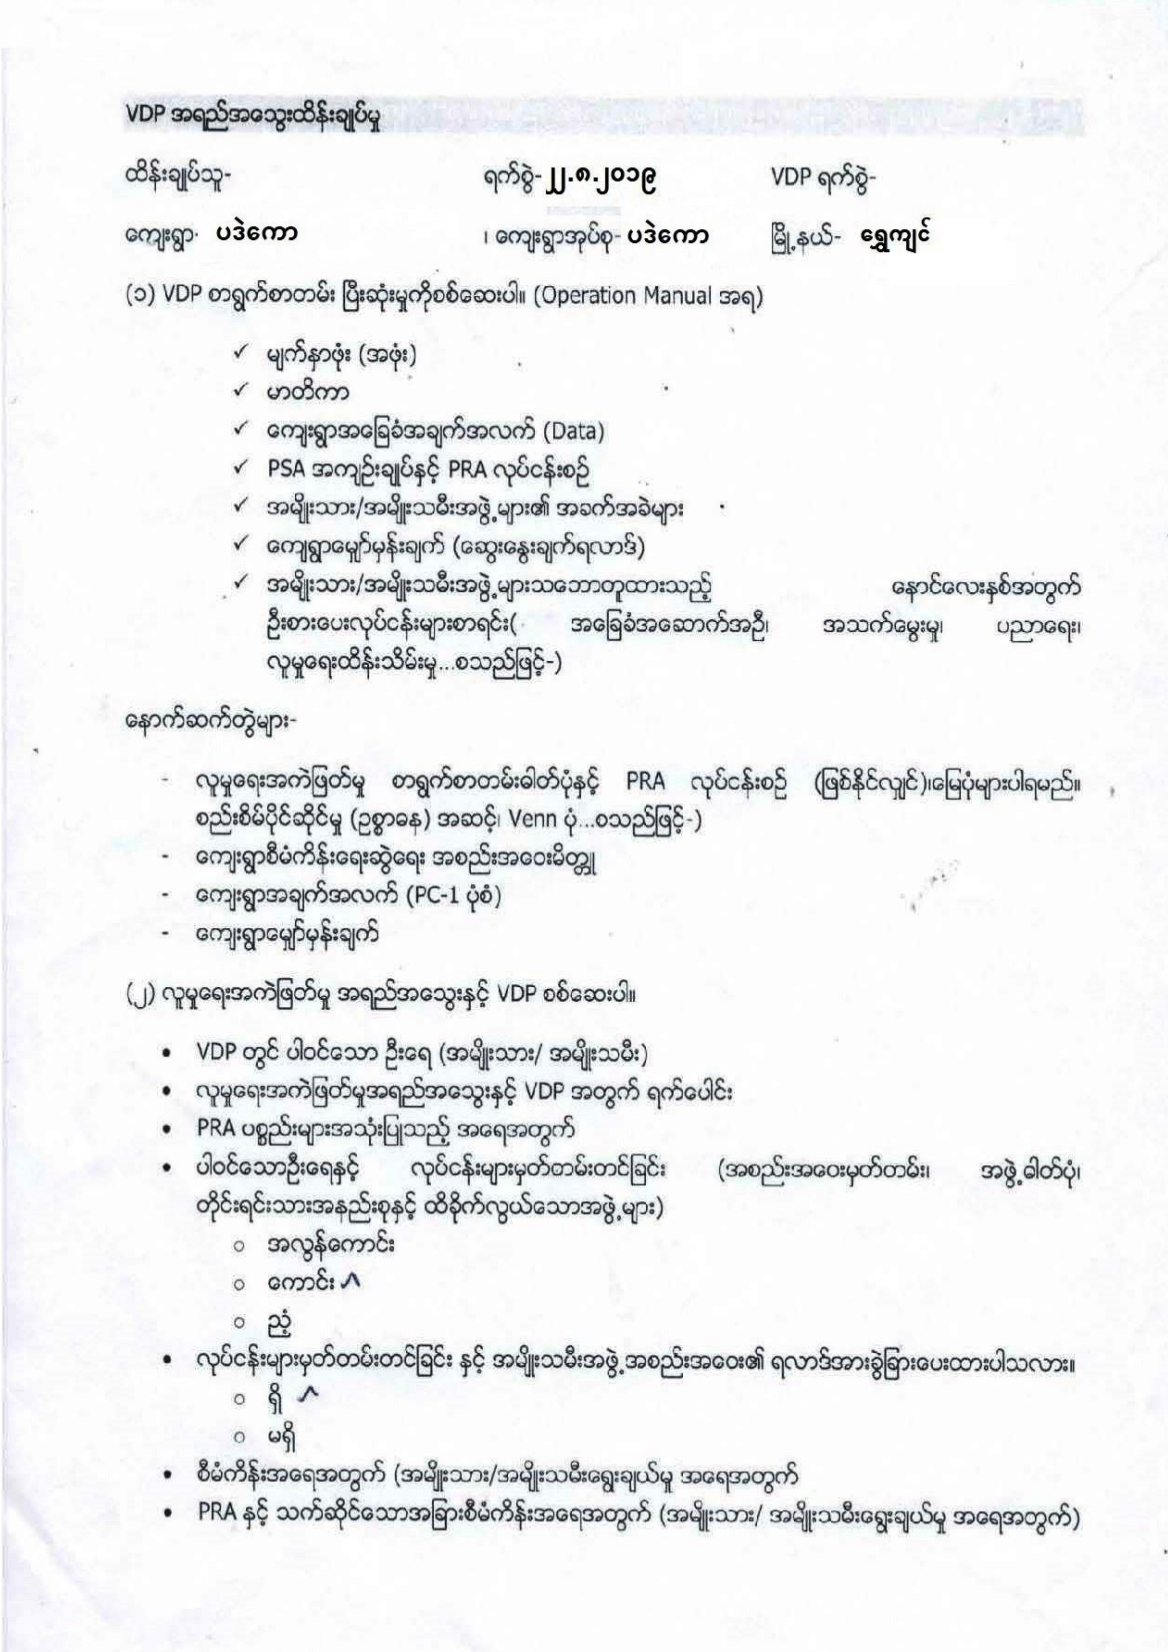 VDP အရည်အသွေးထိန်းချုပ်မှု
ထိန်းချုပ်သူ- ရက်စွဲ- ၂၂.၈.၂၀၁၉ VDP ရက်စွဲ-
ကျေးရွာ- ပဒဲကော ၊ ကျေးရွာအုပ်စု- ပဒဲကော မြို့နယ်- ရွှေကျင်
(၁) VDP စာရွက်စာတမ်း ပြီးဆုံးမှုကိုစစ်ဆေးပါ။ (Operation Manual အရ)
✓ မျက်နှာဖုံး (အဖုံး)
✓ မာတိကာ
✓ ကျေးရွာအခြေခံအချက်အလက် (Data)
✓ PSA အကျဉ်းချုပ်နှင့် PRA လုပ်ငန်းစဉ်
✓ အမျိုးသား/အမျိုးသမီးအဖွဲ့များ၏ အခက်အခဲများ
✓ ကျေရွာမျှော်မှန်းချက် (ဆွေးနွေးချက်ရလာဒ်)
✓ အမျိုးသား/အမျိုးသမီးအဖွဲ့များသဘောတူထားသည့် နောင်လေးနှစ်အတွက်
ဦးစားပေးလုပ်ငန်းများစာရင်း( အခြေခံအဆောက်အဦ၊ အသက်မွေးမှု၊ ပညာရေး၊
လူမှုရေးထိန်းသိမ်းမှု...စသည်ဖြင့်-)
နောက်ဆက်တွဲများ-
- လူမှုရေးအကဲဖြတ်မှု စာရွက်စာတမ်းဓါတ်ပုံနှင့် PRA လုပ်ငန်းစဉ် (ဖြစ်နိုင်လျှင်)၊မြေပုံများပါရမည်။
စည်းစိမ်ပိုင်ဆိုင်မှု (ဥစ္စာဓန) အဆင့်၊ Venn ပုံ...စသည်ဖြင့်-)
- ကျေးရွာစီမံကိန်းရေးဆွဲရေး အစည်းအဝေးမိတ္တူ
- ကျေးရွာအချက်အလက် (PC-1 ပုံစံ)
- ကျေးရွာမျှော်မှန်းချက်
(၂) လူမှုရေးအကဲဖြတ်မှု အရည်အသွေးနှင့် VDP စစ်ဆေးပါ။
• VDP တွင် ပါဝင်သော ဦးရေ (အမျိုးသား/ အမျိုးသမီး)
• လူမှုရေးအကဲဖြတ်မှုအရည်အသွေးနှင့် VDP အတွက် ရက်ပေါင်း
• PRA ပစ္စည်းများအသုံးပြုသည့် အရေအတွက်
• ပါဝင်သောဦးရေနှင့် လုပ်ငန်းများမှတ်တမ်းတင်ခြင်း (အစည်းအဝေးမှတ်တမ်း၊ အဖွဲ့ဓါတ်ပုံ၊
တိုင်းရင်းသားအနည်းစုနှင့် ထိခိုက်လွယ်သောအဖွဲ့များ)
○ အလွန်ကောင်း
○ ကောင်း
○ ညံ့
• လုပ်ငန်းများမှတ်တမ်းတင်ခြင်း နှင့် အမျိုးသမီးအဖွဲ့အစည်းအဝေး၏ ရလာဒ်အားခွဲခြားပေးထားပါသလား။
○ ရှိ
○ မရှိ
• စီမံကိန်းအရေအတွက် (အမျိုးသား/အမျိုးသမီးရွေးချယ်မှု အရေအတွက်
• PRA နှင့် သက်ဆိုင်သောအခြားစီမံကိန်းအရေအတွက် (အမျိုးသား/ အမျိုးသမီးရွေးချယ်မှု အရေအတွက်)